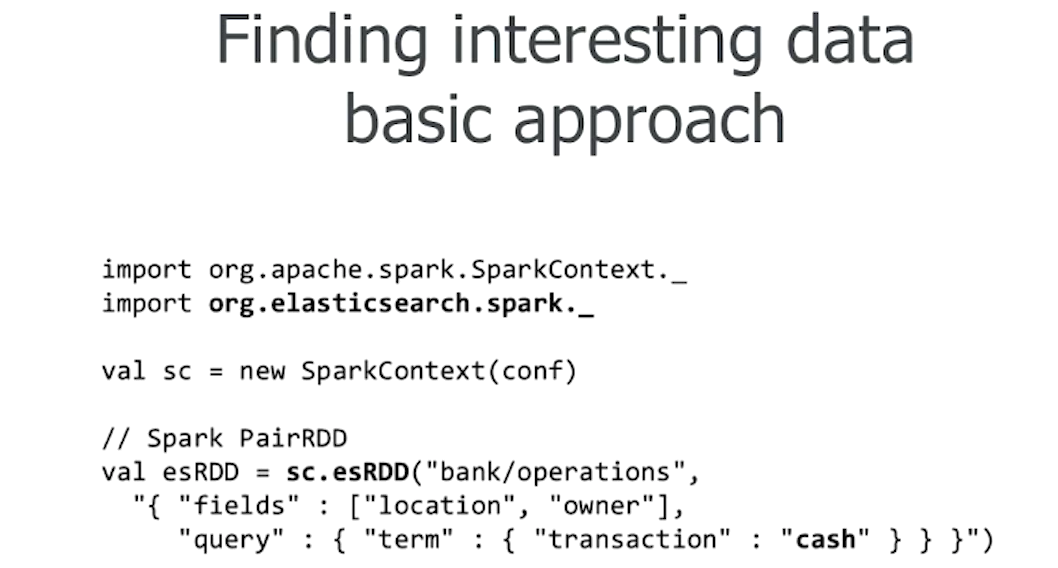 Finding interesting data
basic approach
import org.apache.spark.SparkContext._
import org.elasticsearch.spark._
val sc = new SparkContext(conf)
// Spark PairRDD
val esRDD = sc.esRDD("bank/operations",
"{ "fields" : ["location", "owner"],
"query" : { "term" : { "transaction" : "cash" } } }")